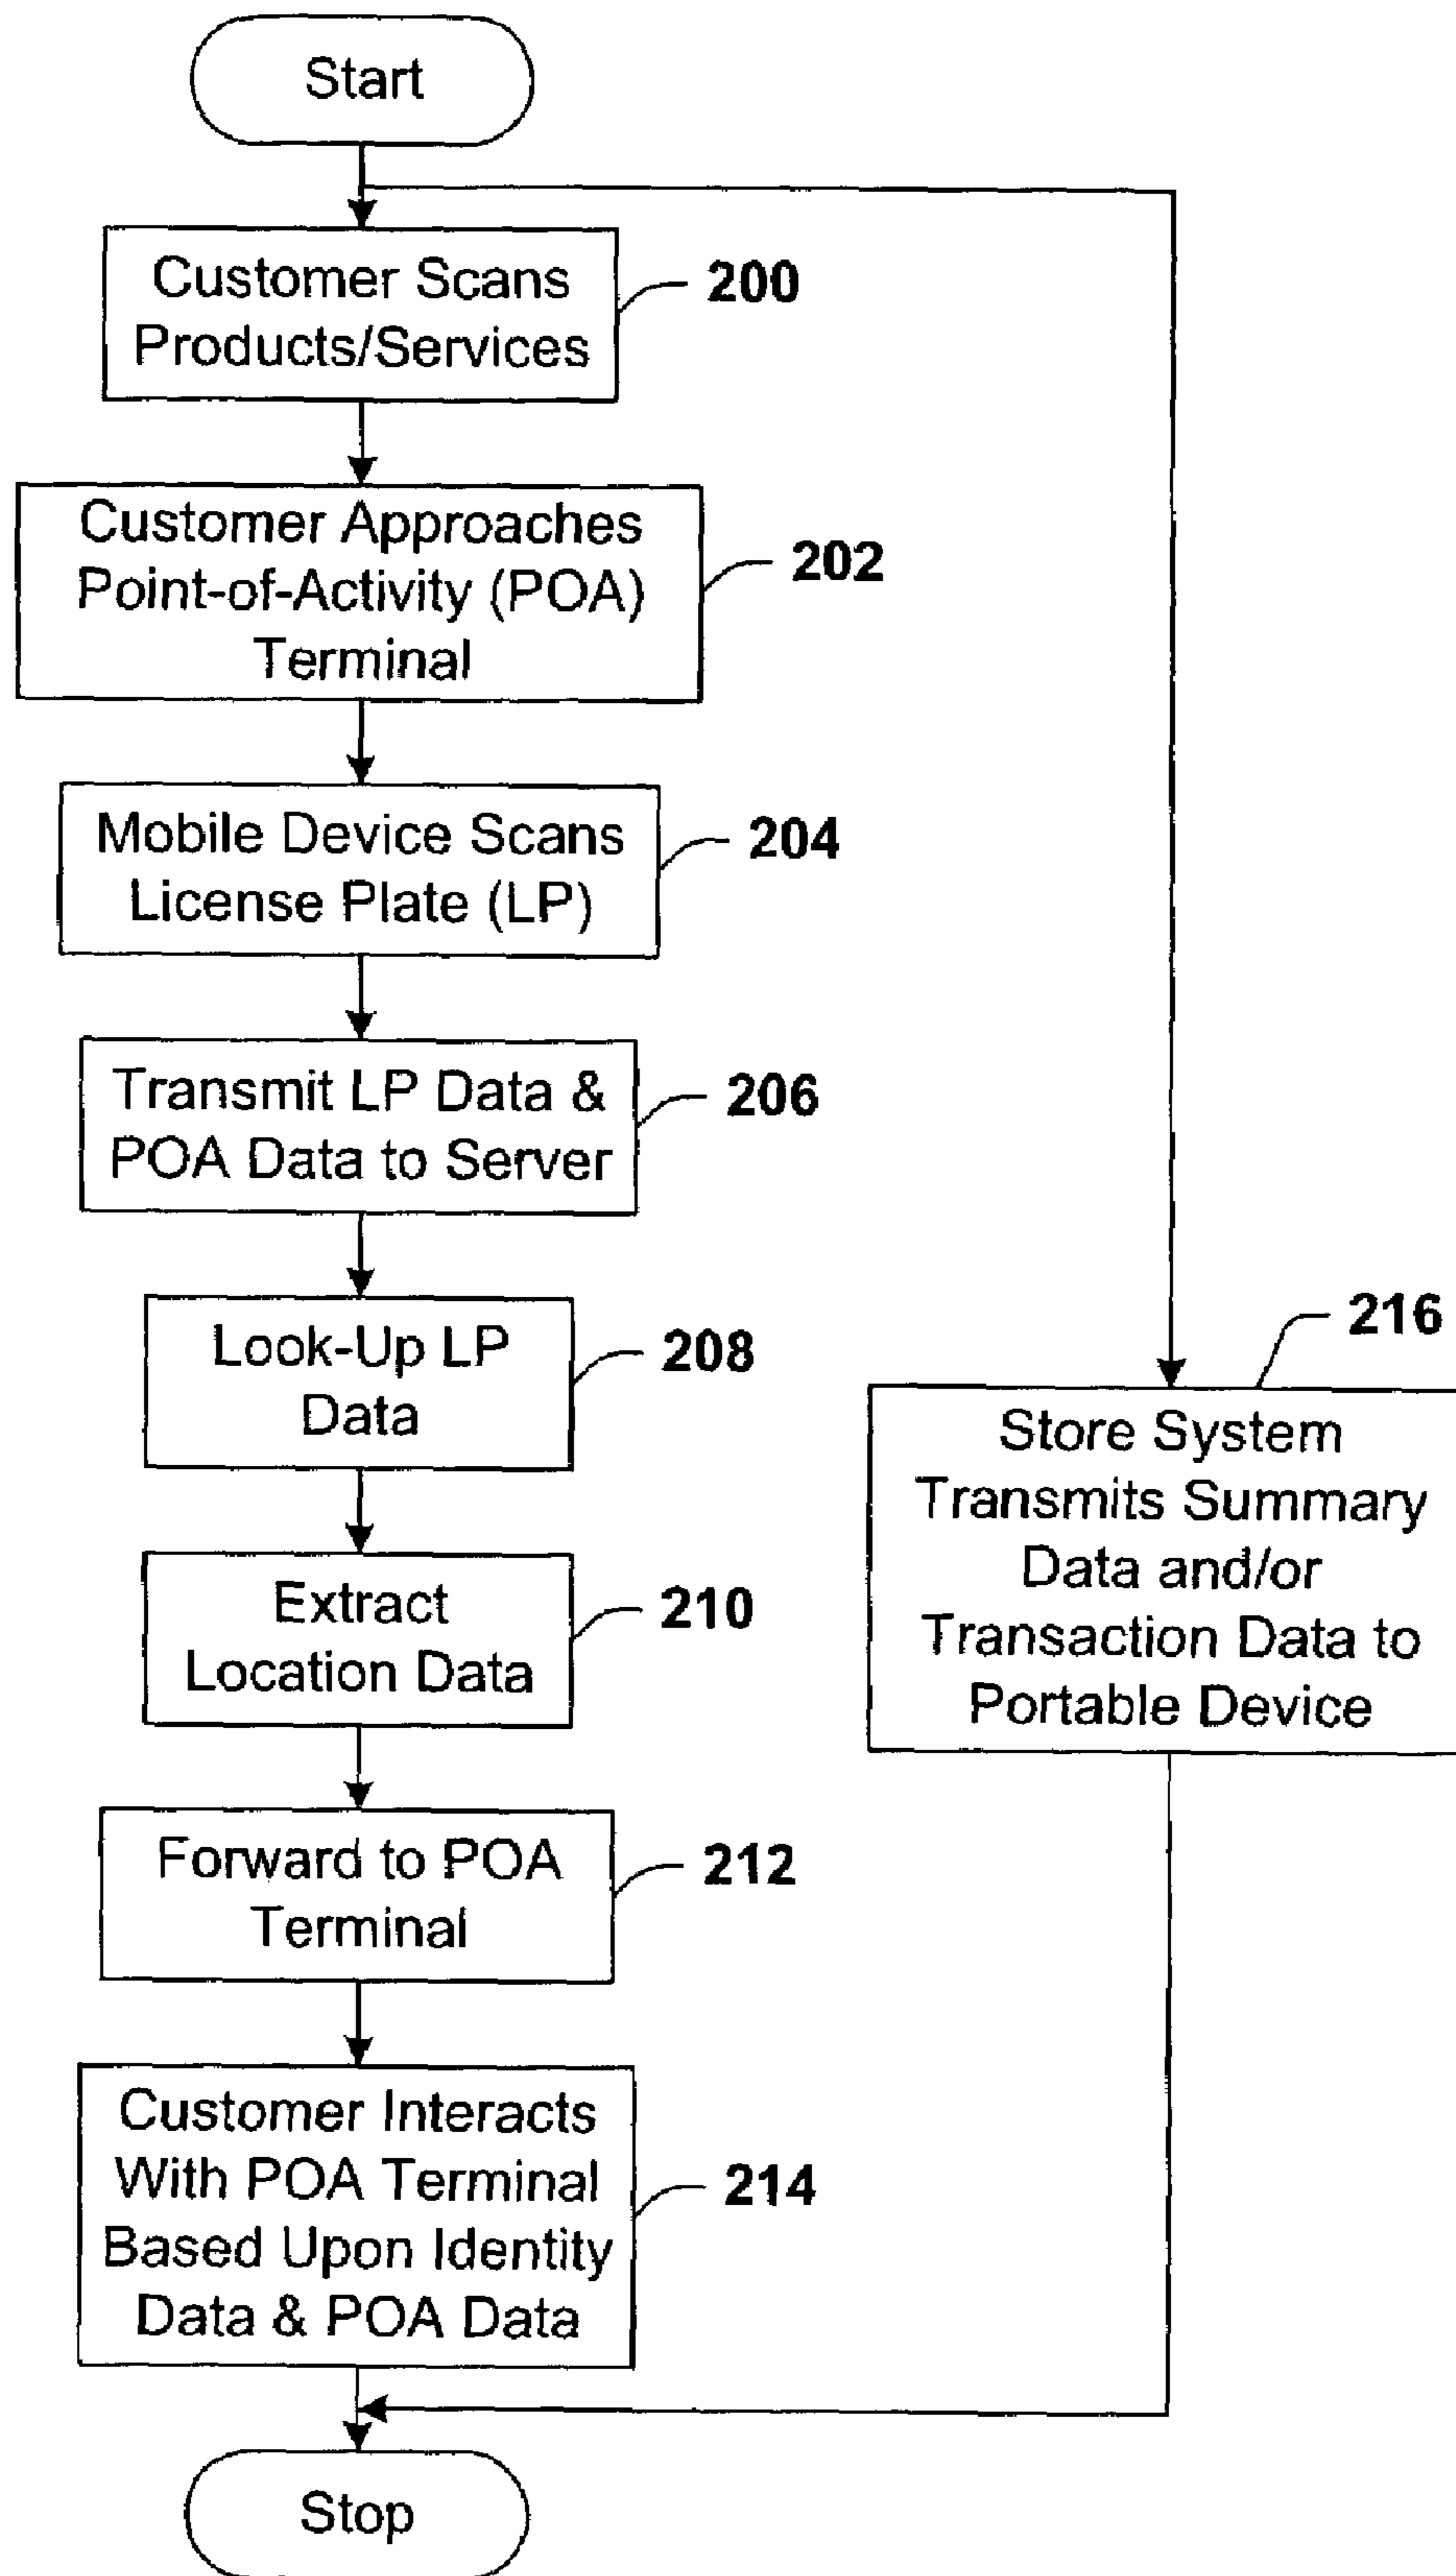 Start
Customer Scans
Products/Services
200
Customer Approaches
Point-of-Activity (POA)
Terminal
202
Mobile Device Scans
License Plate (LP)
204
Transmit LP Data &
POA Data to Server
206
Look-Up LP
Data
208
Extract
Location Data
210
Forward to POA
Terminal
212
Customer Interacts
With POA Terminal
Based Upon Identity
Data & POA Data
214
216
Store System
Transmits Summary
Data and/or
Transaction Data to
Portable Device
Stop